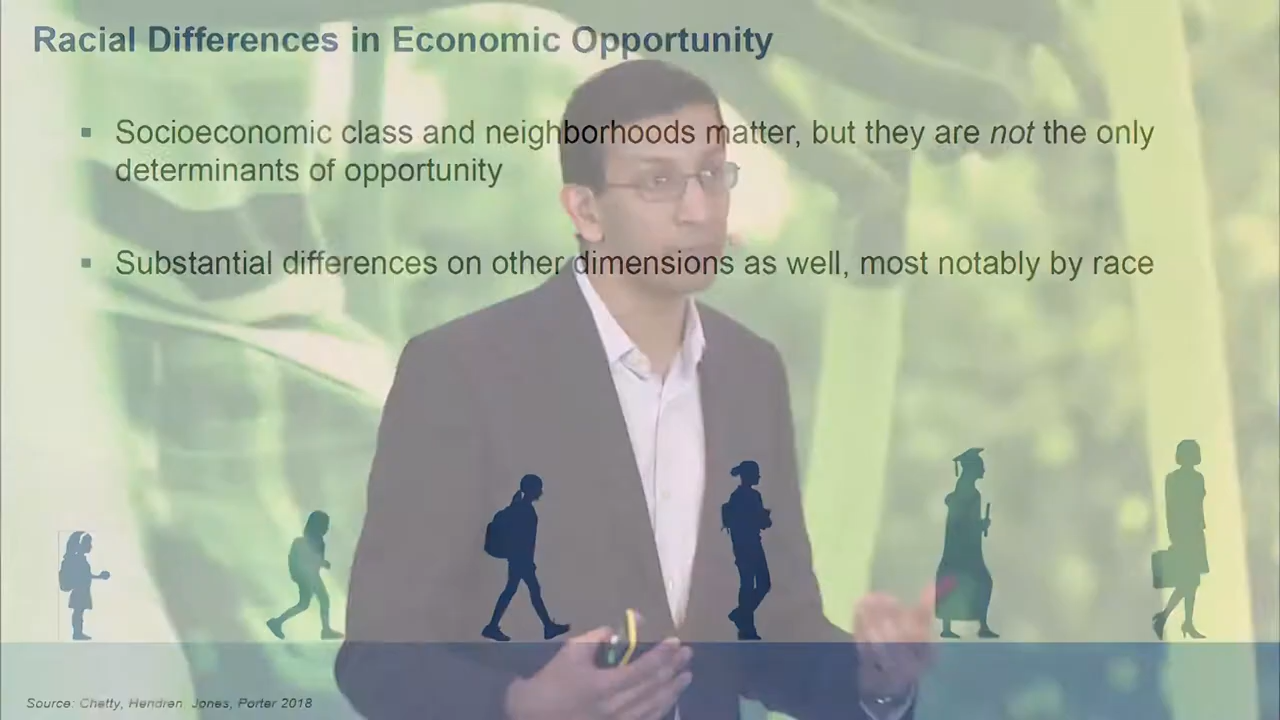 Racial Differences in Economic Opportunity
▪ Socioeconomic class and neighborhoods matter, but they are not the only
determinants of opportunity
▪ Substantial differences on other dimensions as well, most notably by race
Source: Chetty, Hendren, Jones, Porter 2018